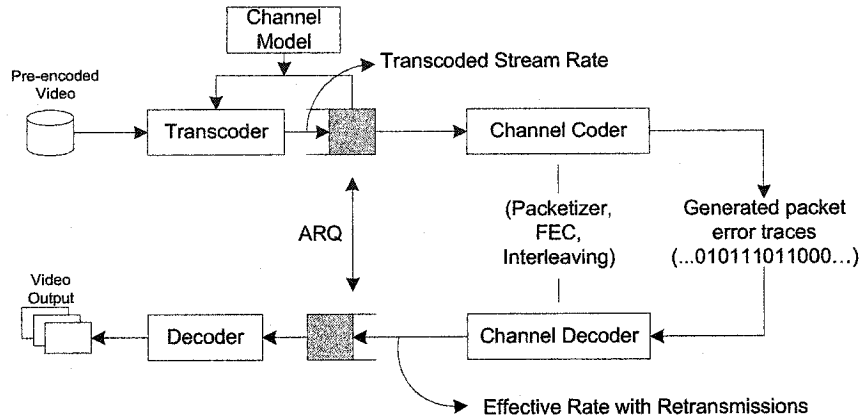 Channel
Model
Transcoded Stream Rate
Pre-encoded
Video
Transcoder
Channel Coder
ARQ
(Packetizer,
FEC,
Interleaving)
Generated packet
error traces
(...010111011000...)
Video
Output
Decoder
Channel Decoder
Effective Rate with Retransmissions